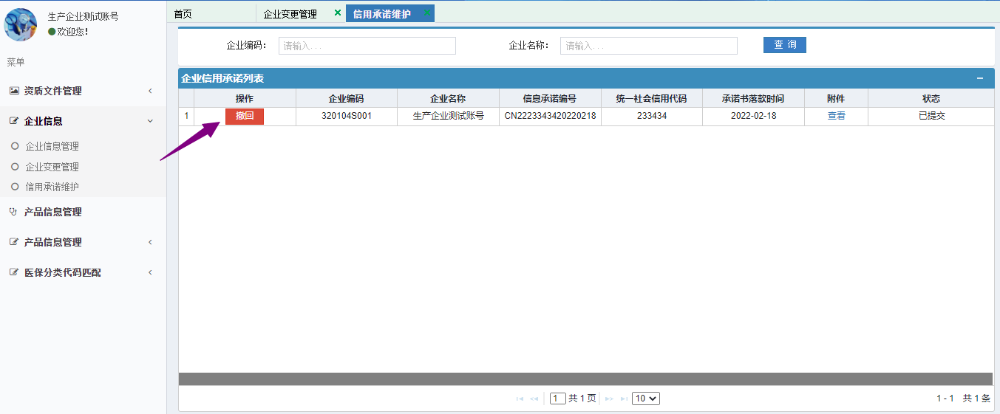 生产企业测试账号
欢迎您!
菜单
资质文件管理
企业信息
企业信息管理
企业变更管理
信用承诺维护
产品信息管理
产品信息管理
医保分类代码匹配
首页 企业变更管理 信用承诺维护
企业编码： 请输入... 企业名称： 请输入... 查 询
企业信用承诺列表
操作 企业编码 企业名称 信息承诺编号 统一社会信用代码 承诺书落款时间 附件 状态
1 撤回 320104S001 生产企业测试账号 CN2223343420220218 233434 2022-02-18 查看 已提交
1 共 1 页 10 1 - 1 共 1 条